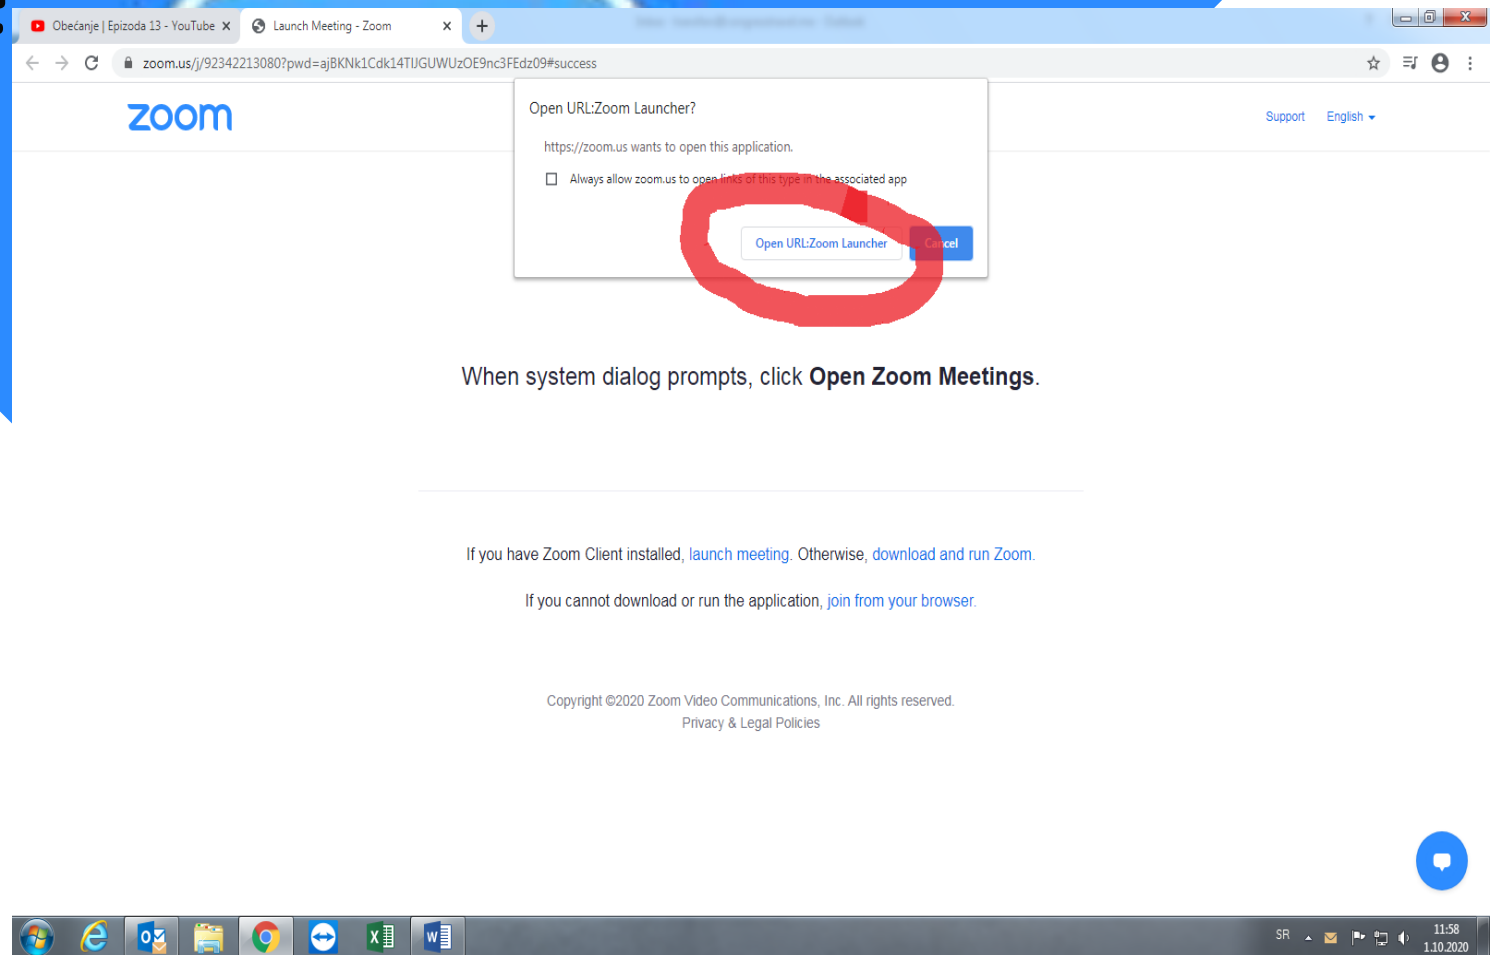 Obećanje | Epizoda 13 - YouTube
Launch Meeting - Zoom
zoom.us/j/92342213080?pwd=ajBKNk1Cdk14TlJGUWUzOE9nc3FEdz09#success
zoom
Support English
Open URL:Zoom Launcher?
https://zoom.us wants to open this application.
Always allow zoom.us to open links of this type in the associated app
Open URL:Zoom Launcher Cancel
When system dialog prompts, click Open Zoom Meetings.
If you have Zoom Client installed, launch meeting. Otherwise, download and run Zoom.
If you cannot download or run the application, join from your browser.
Copyright ©2020 Zoom Video Communications, Inc. All rights reserved.
Privacy & Legal Policies
SR
11:58
1.10.2020